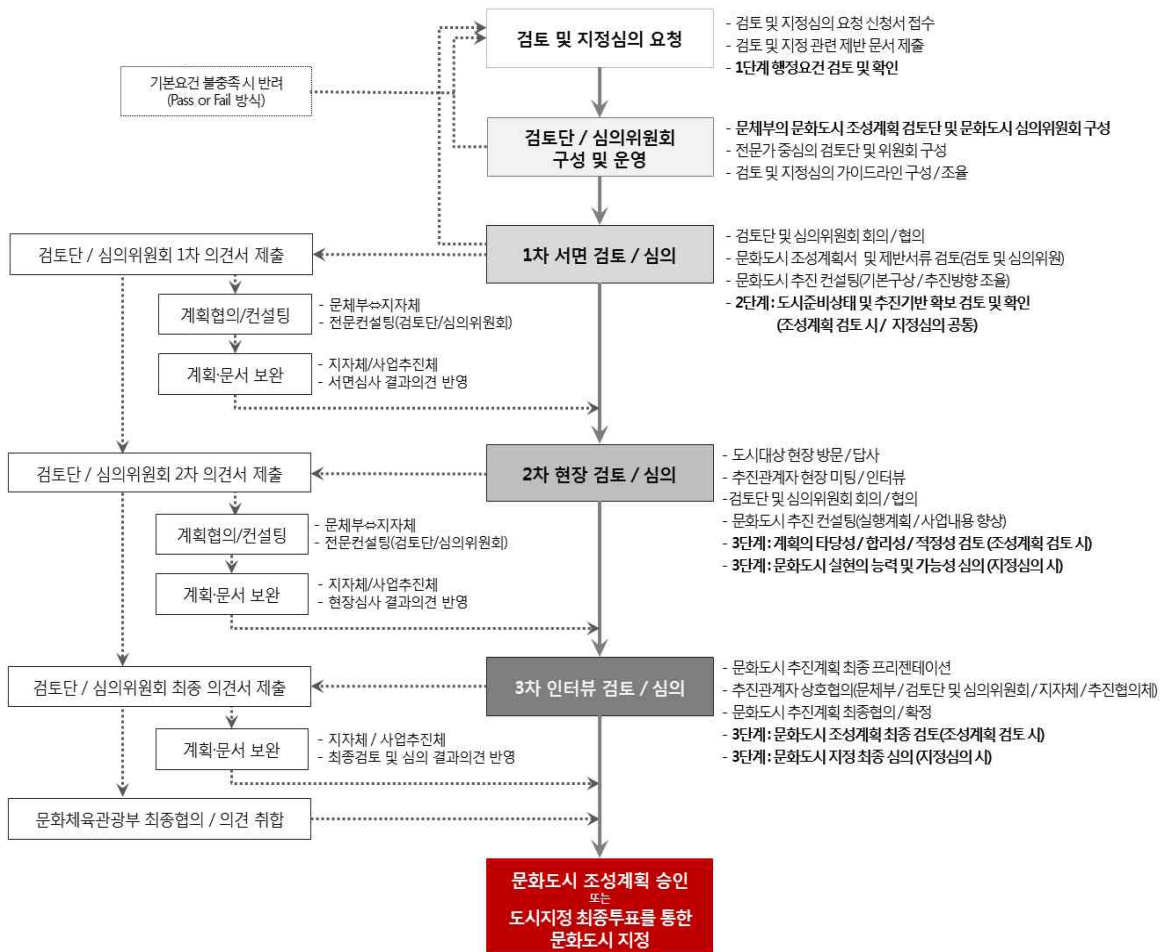 검토 및 지정심의 요청
- 검토 및 지정심의 요청 신청서 접수
- 검토 및 지정 관련 제반 문서 제출
- 1단계 행정요건 검토 및 확인
기본요건 불충족 시 반려
(Pass or Fail 방식)
검토단 / 심의위원회
구성 및 운영
- 문체부의 문화도시 조성계획 검토단 및 문화도시 심의위원회 구성
- 전문가 중심의 검토단 및 위원회 구성
- 검토 및 지정심의 가이드라인 구성 / 조율
검토단 / 심의위원회 1차 의견서 제출
1차 서면 검토 / 심의
- 검토단 및 심의위원회 회의 / 협의
- 문화도시 조성계획서 및 제반서류 검토(검토 및 심의위원)
- 문화도시 추진 컨설팅(기본구상 / 추진방향 조율)
- 2단계 : 도시준비상태 및 추진기반 확보 검토 및 확인
(조성계획 검토 시 / 지정심의 공통)
계획협의/컨설팅
- 문체부⇔지자체
- 전문컨설팅(검토단/심의위원회)
계획·문서 보완
- 지자체/사업추진체
- 서면심사 결과의견 반영
검토단 / 심의위원회 2차 의견서 제출
2차 현장 검토 / 심의
- 도시대상 현장 방문 / 답사
- 추진관계자 현장 미팅 / 인터뷰
-검토단 및 심의위원회 회의 / 협의
- 문화도시 추진 컨설팅(실행계획 / 사업내용 향상)
- 3단계 : 계획의 타당성 / 합리성 / 적정성 검토 (조성계획 검토 시)
- 3단계 : 문화도시 실현의 능력 및 가능성 심의 (지정심의 시)
계획협의/컨설팅
- 문체부⇔지자체
- 전문컨설팅(검토단/심의위원회)
계획·문서 보완
- 지자체/사업추진체
- 현장심사 결과의견 반영
검토단 / 심의위원회 최종 의견서 제출
3차 인터뷰 검토 / 심의
- 문화도시 추진계획 최종 프리젠테이션
- 추진관계자 상호협의(문체부 / 검토단 및 심의위원회 / 지자체 / 추진협의체)
- 문화도시 추진계획 최종협의 / 확정
- 3단계 : 문화도시 조성계획 최종 검토(조성계획 검토 시)
- 3단계 : 문화도시 지정 최종 심의 (지정심의 시)
계획·문서 보완
- 지자체 / 사업추진체
- 최종검토 및 심의 결과의견 반영
문화체육관광부 최종협의 / 의견 취합
문화도시 조성계획 승인
또는
도시지정 최종투표를 통한
문화도시 지정